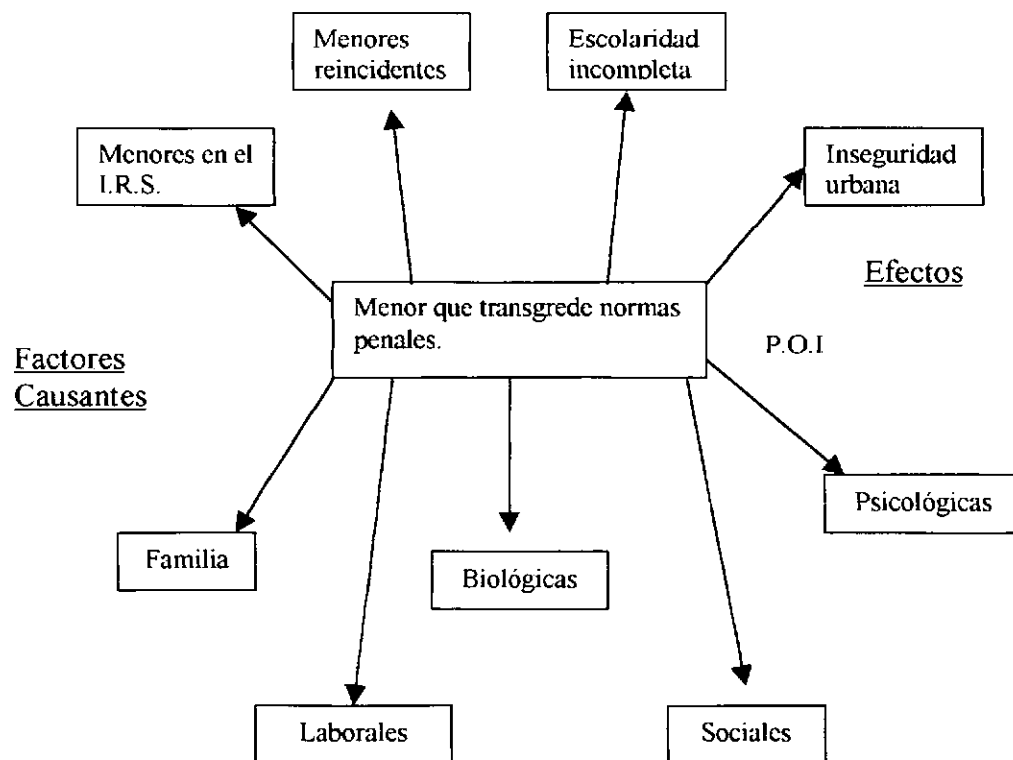 Menores
reincidentes
Escolaridad
incompleta
Menores en el
I.R.S.
Inseguridad
urbana
Efectos
Menor que transgrede normas
penales.
P.O.I
Factores
Causantes
Psicológicas
Familia
Biológicas
Laborales
Sociales